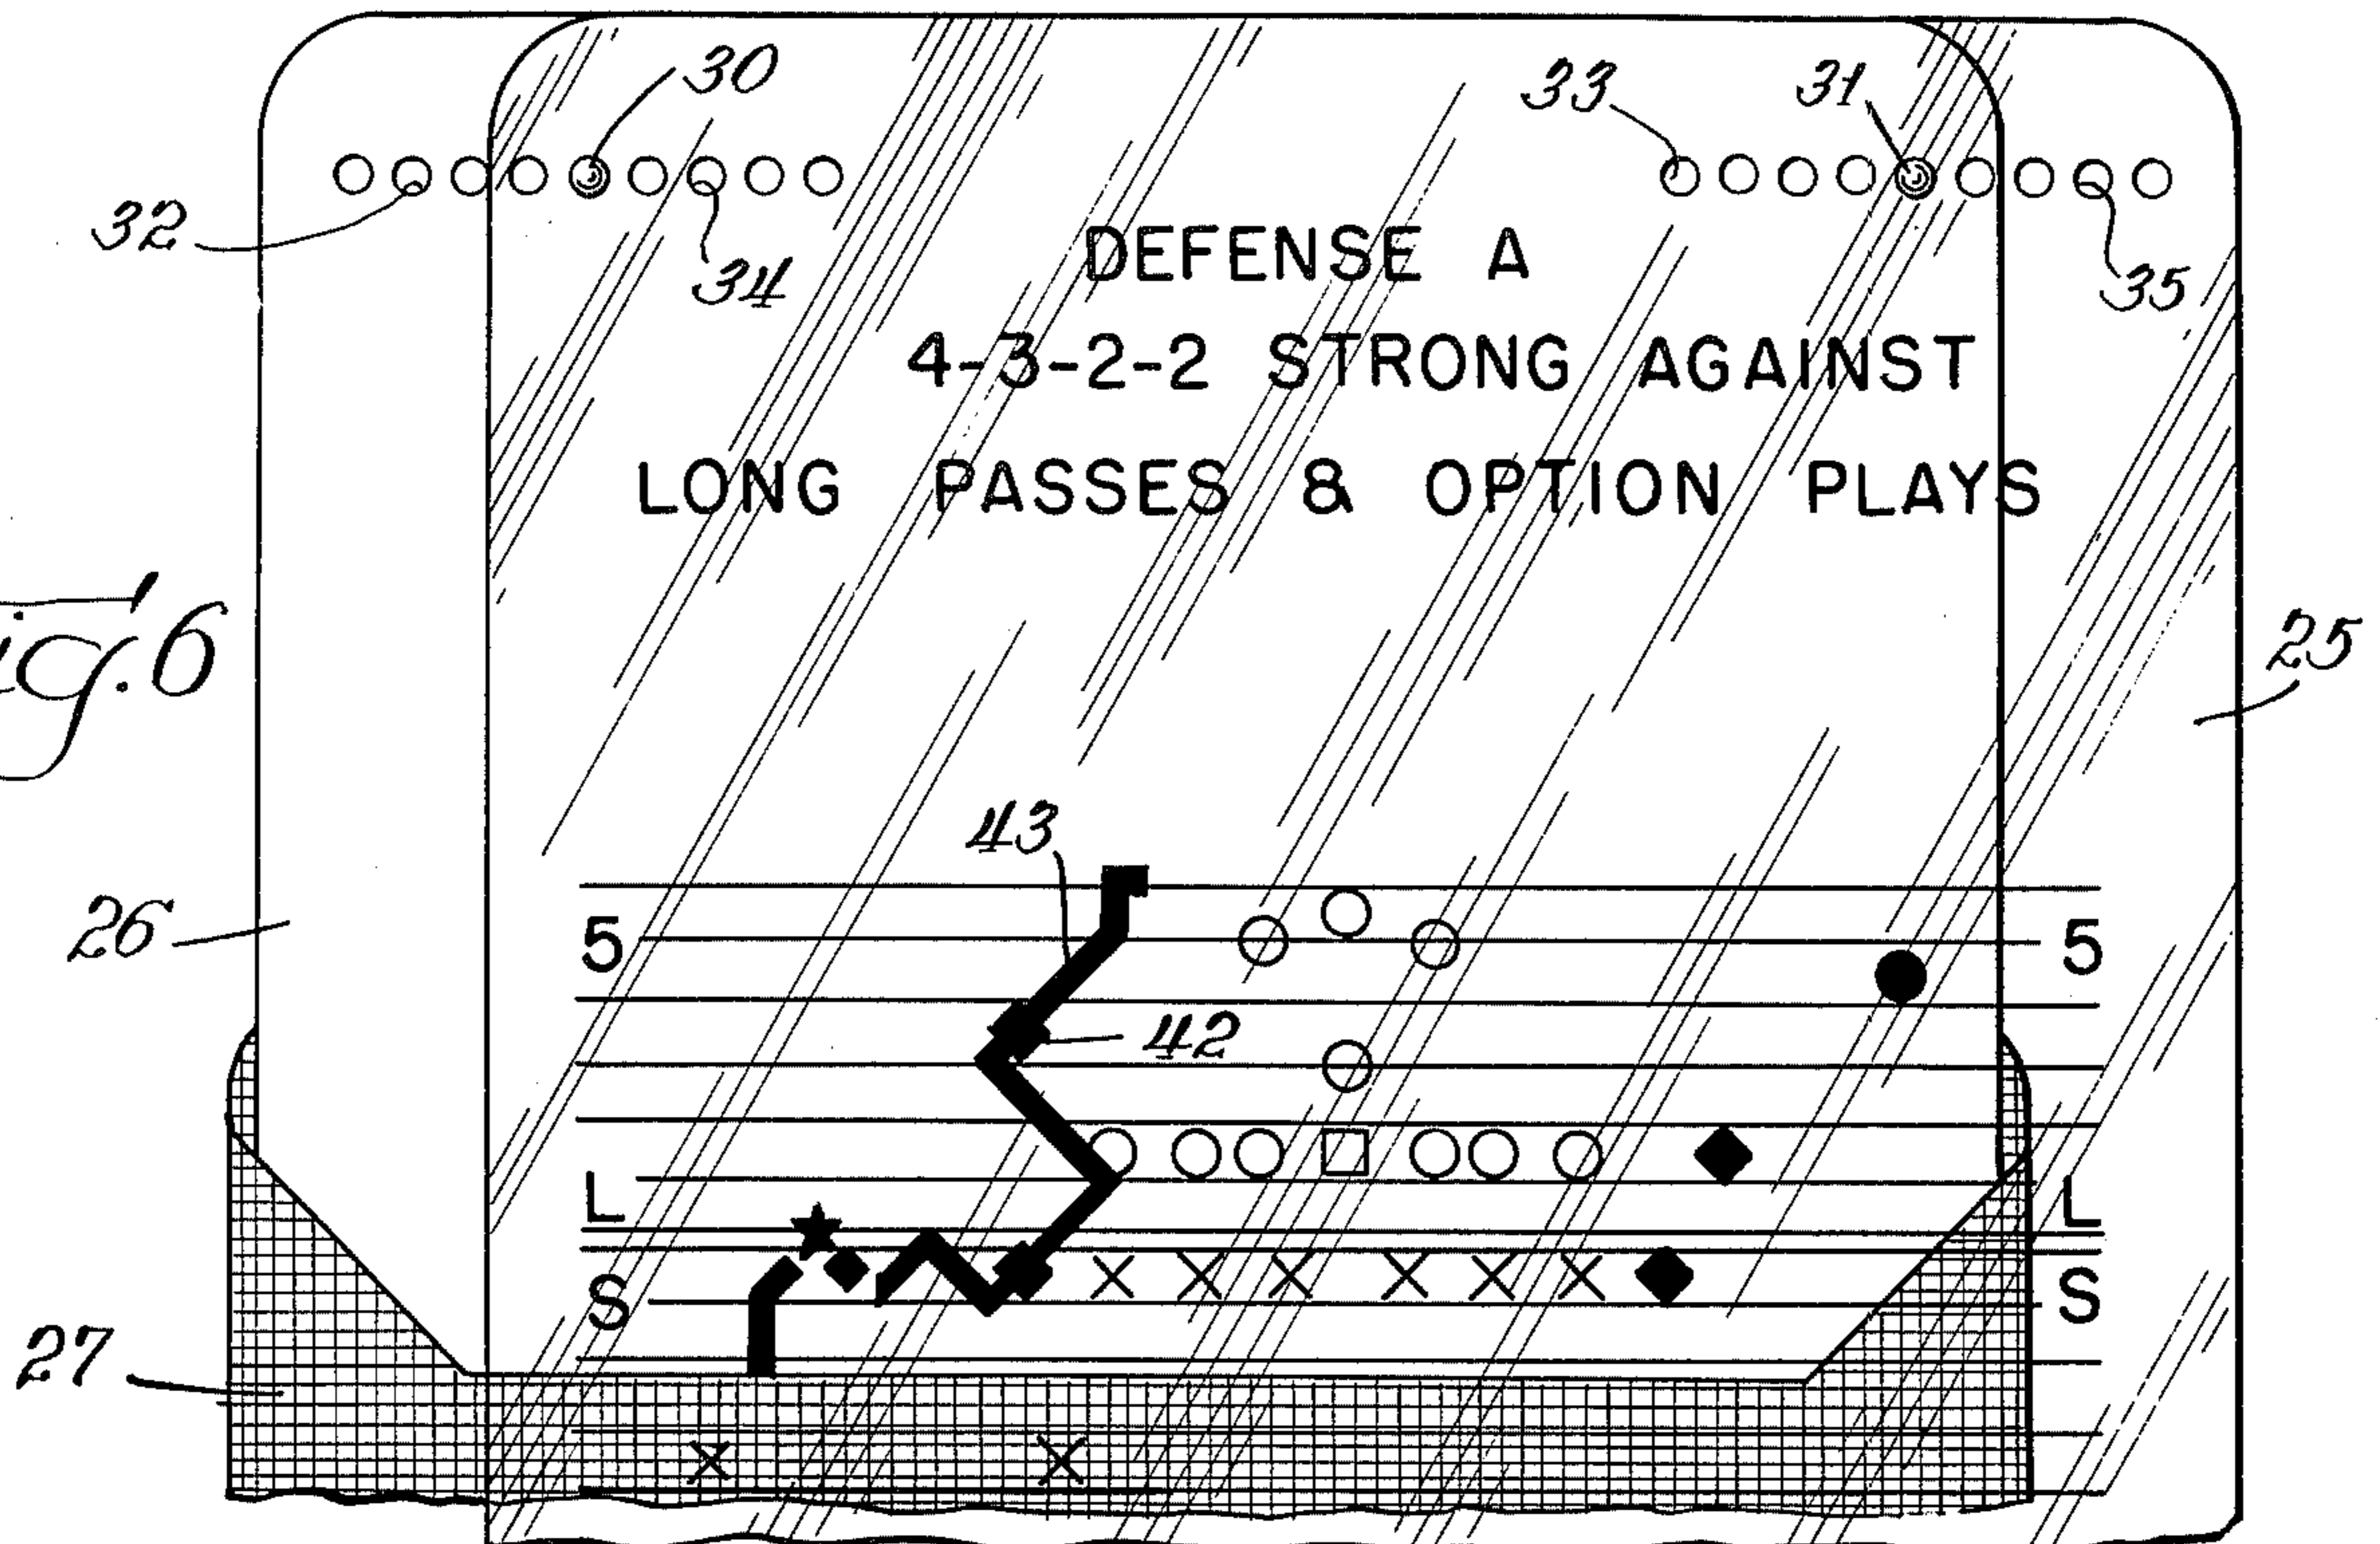 30
33
31
32
34
35
DEFENSE A
4-3-2-2 STRONG AGAINST
LONG PASSES & OPTION PLAYS
ig. 6
25
43
26
5 5
42
L L
S S
27